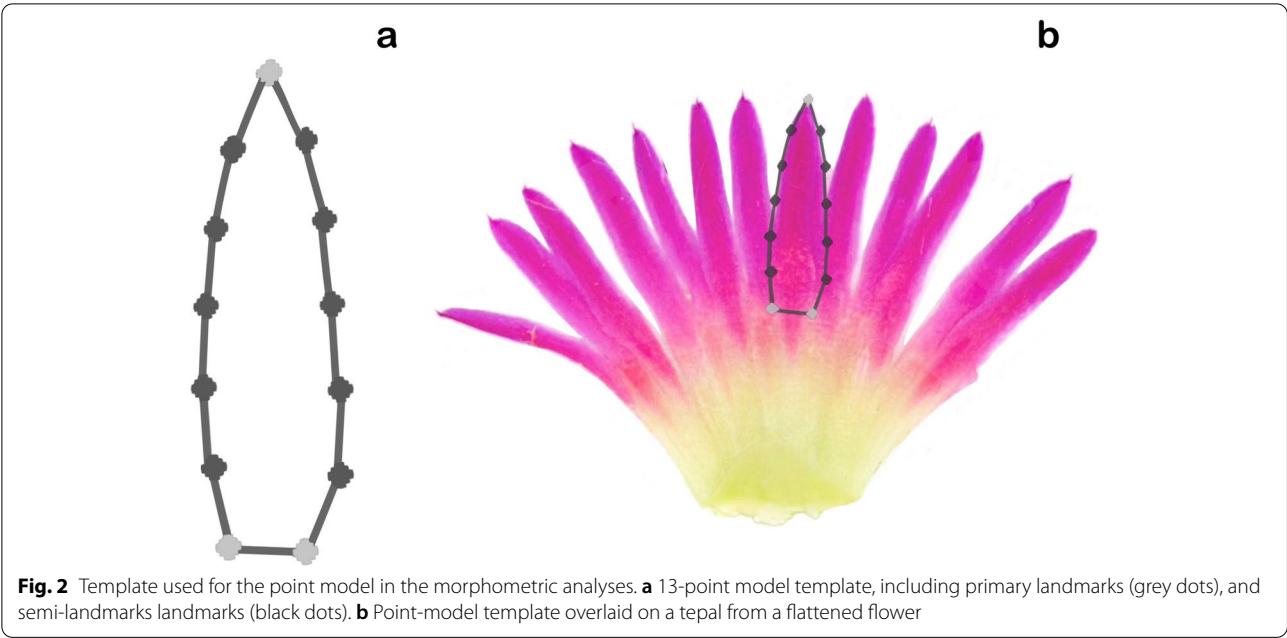 a
b
Fig. 2 Template used for the point model in the morphometric analyses. a 13-point model template, including primary landmarks (grey dots), and
semi-landmarks landmarks (black dots). b Point-model template overlaid on a tepal from a flattened flower